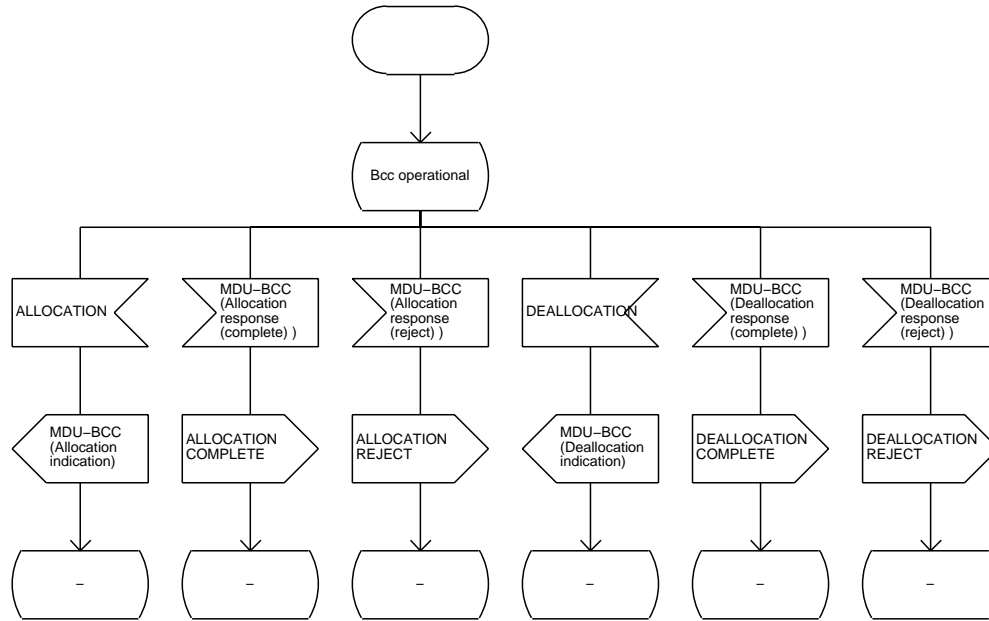 Bcc operational
ALLOCATION
MDU−BCC
(Allocation
response
(complete) )
MDU−BCC
(Allocation
response
(reject) )
DEALLOCATION
MDU−BCC
(Deallocation
response
(complete) )
MDU−BCC
(Deallocation
response
(reject) )
MDU−BCC
(Allocation
indication)
ALLOCATION
COMPLETE
ALLOCATION
REJECT
MDU−BCC
(Deallocation
indication)
DEALLOCATION
COMPLETE
DEALLOCATION
REJECT
−
−
−
−
−
−